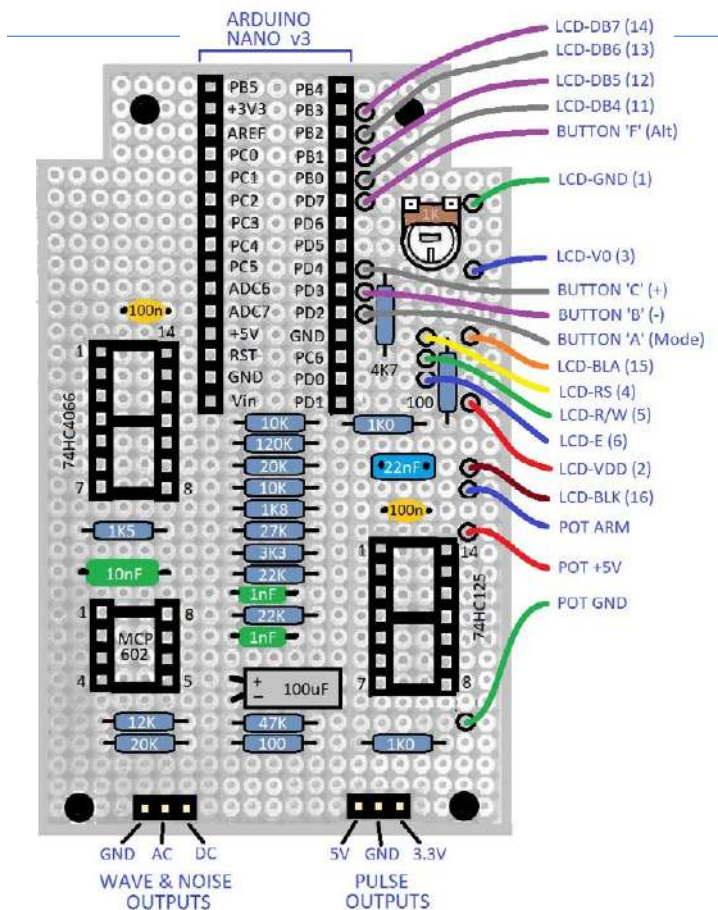 ARDUINO
NANO v3
PB5 PB4
+3V3 PB3
AREF PB2
PC0 PB1
PC1 PB0
PC2 PD7
PC3 PD6
PC4 PD5
PC5 PD4
ADC6 PD3
ADC7 PD2
+5V GND
RST PC6
GND PD0
Vin PD1
LCD-DB7 (14)
LCD-DB6 (13)
LCD-DB5 (12)
LCD-DB4 (11)
BUTTON 'F' (Alt)
LCD-GND (1)
LCD-V0 (3)
BUTTON 'C' (+)
BUTTON 'B' (-)
BUTTON 'A' (Mode)
LCD-BLA (15)
LCD-RS (4)
LCD-R/W (5)
LCD-E (6)
LCD-VDD (2)
LCD-BLK (16)
POT ARM
POT +5V
POT GND
1K
4K7
100
1K0
22nF
100n
1 14
74HC125
7 8
1K0
100n
14
1
74HC4066
7 8
1K5
10nF
1 8
MCP
602
4 5
12K
20K
10K
120K
20K
10K
1K8
27K
3K3
22K
1nF
22K
1nF
+
− 100uF
47K
100
GND AC DC
WAVE & NOISE
OUTPUTS
5V GND 3.3V
PULSE
OUTPUTS